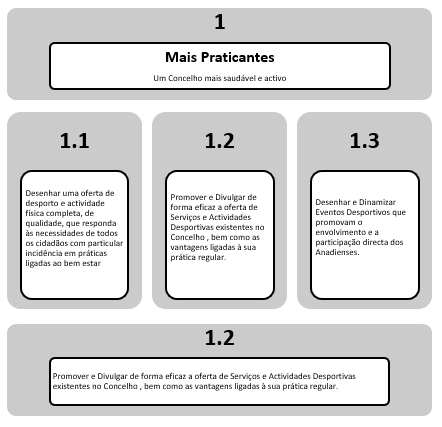 1
Mais Praticantes
Um Concelho mais saudável e activo
1.1
Desenhar uma oferta de
desporto e actividade
física completa, de
qualidade, que responda
às necessidades de todos
os cidadãos com particular
incidência em práticas
ligadas ao bem estar
1.2
Promover e Divulgar de
forma eficaz a oferta de
Serviços e Actividades
Desportivas existentes no
Concelho , bem como as
vantagens ligadas à sua
prática regular.
1.3
Desenhar e Dinamizar
Eventos Desportivos que
promovam o
envolvimento e a
participação directa dos
Anadienses.
1.2
Promover e Divulgar de forma eficaz a oferta de Serviços e Actividades Desportivas
existentes no Concelho , bem como as vantagens ligadas à sua prática regular.